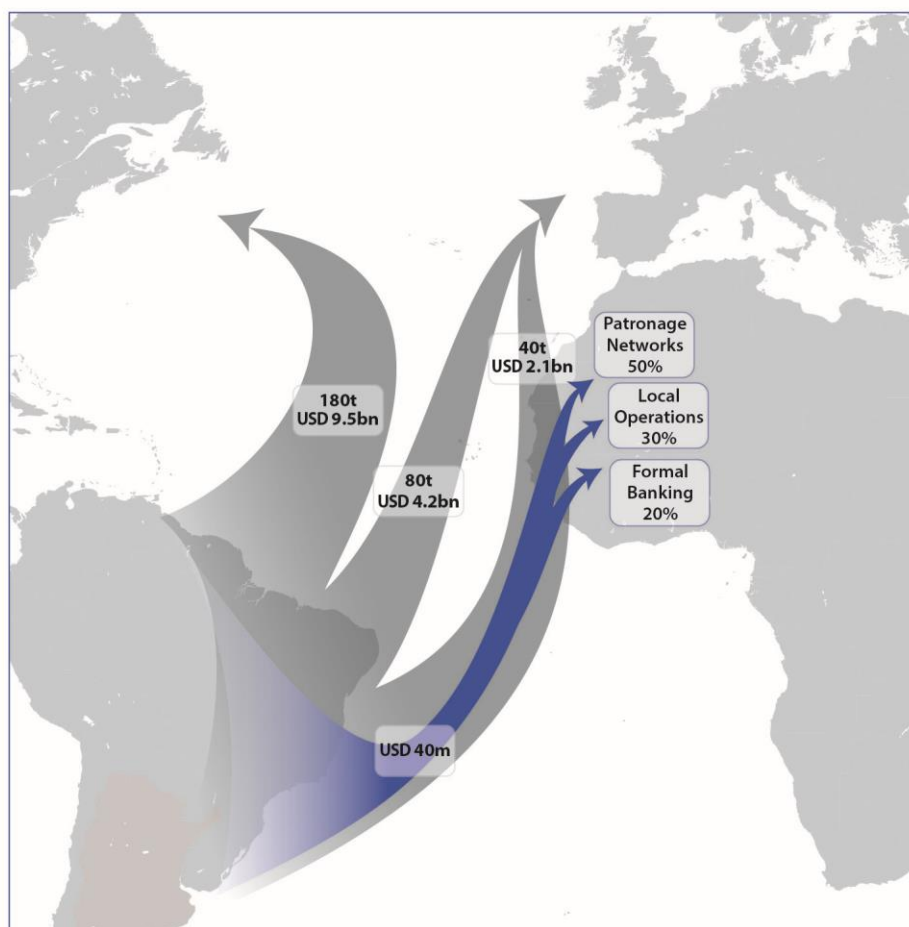 40t
USD 2.1bn
Patronage
Networks
50%
180t
USD 9.5bn
Local
Operations
30%
80t
USD 4.2bn
Formal
Banking
20%
USD 40m